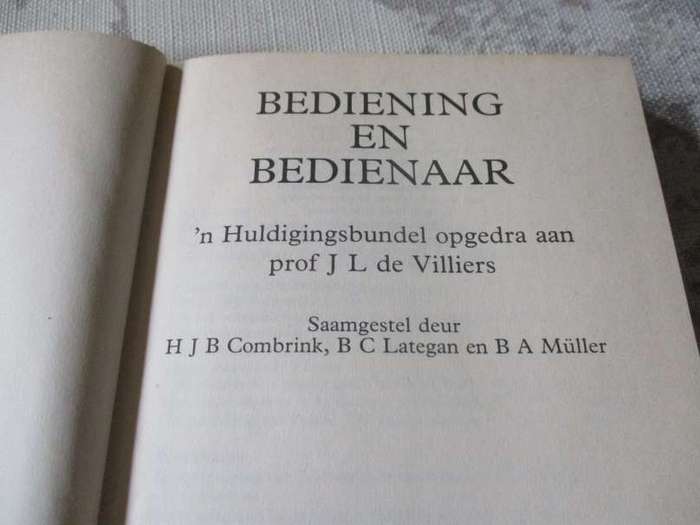 BEDIENING
EN
BEDIENAAR
'n Huldigingsbundel opgedra aan
prof J L de Villiers
Saamgestel deur
H J B Combrink, B C Lategan en B A Müller